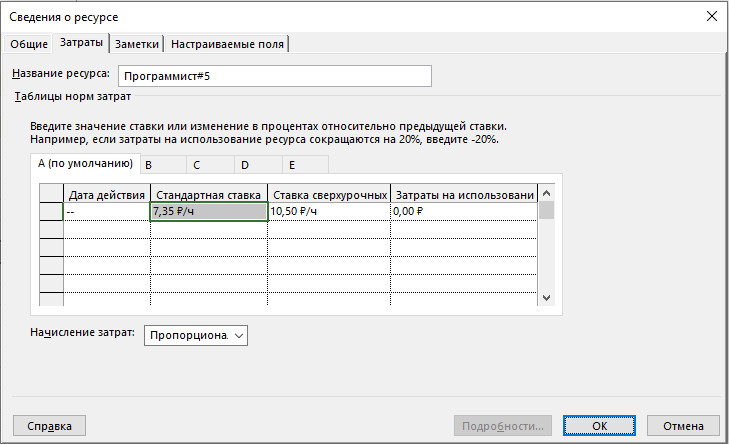 Сведения о ресурсе
Общие Затраты Заметки Настраиваемые поля
Название ресурса: Программист#5
Таблицы норм затрат
Введите значение ставки или изменение в процентах относительно предыдущей ставки.
Например, если затраты на использование ресурса сокращаются на 20%, введите -20%.
A (по умолчанию) B C D E
Дата действия Стандартная ставка Ставка сверхурочных Затраты на использовани
-- 7,35 ₽/ч 10,50 ₽/ч 0,00 ₽
Начисление затрат: Пропорциона.
Справка Подробности... ОК Отмена